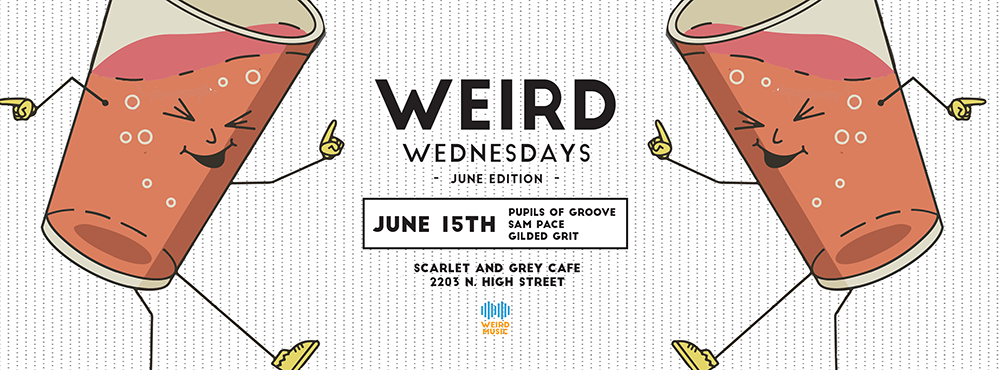 WEIRD
WEDNESDAYS
- JUNE EDITION -
JUNE 15TH
PUPILS OF GROOVE
SAM PACE
GILDED GRIT
SCARLET AND GREY CAFE
2203 N. HIGH STREET
WEIRD
MUSIC